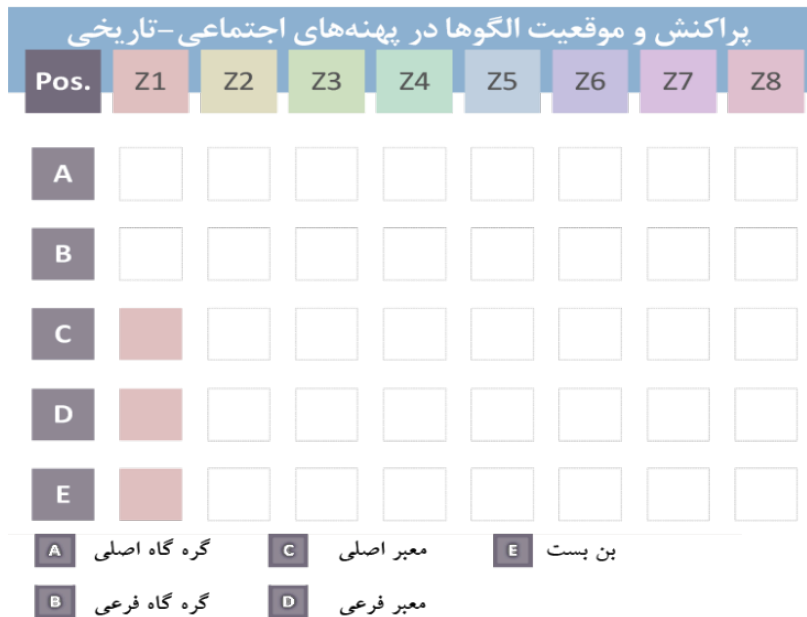 پراکنش و موقعیت الگوها در پهنه‌های اجتماعی-تاریخی
Pos. Z1 Z2 Z3 Z4 Z5 Z6 Z7 Z8
A
B
C
D
E
A گره گاه اصلی C معبر اصلی E بن بست
B گره گاه فرعی D معبر فرعی